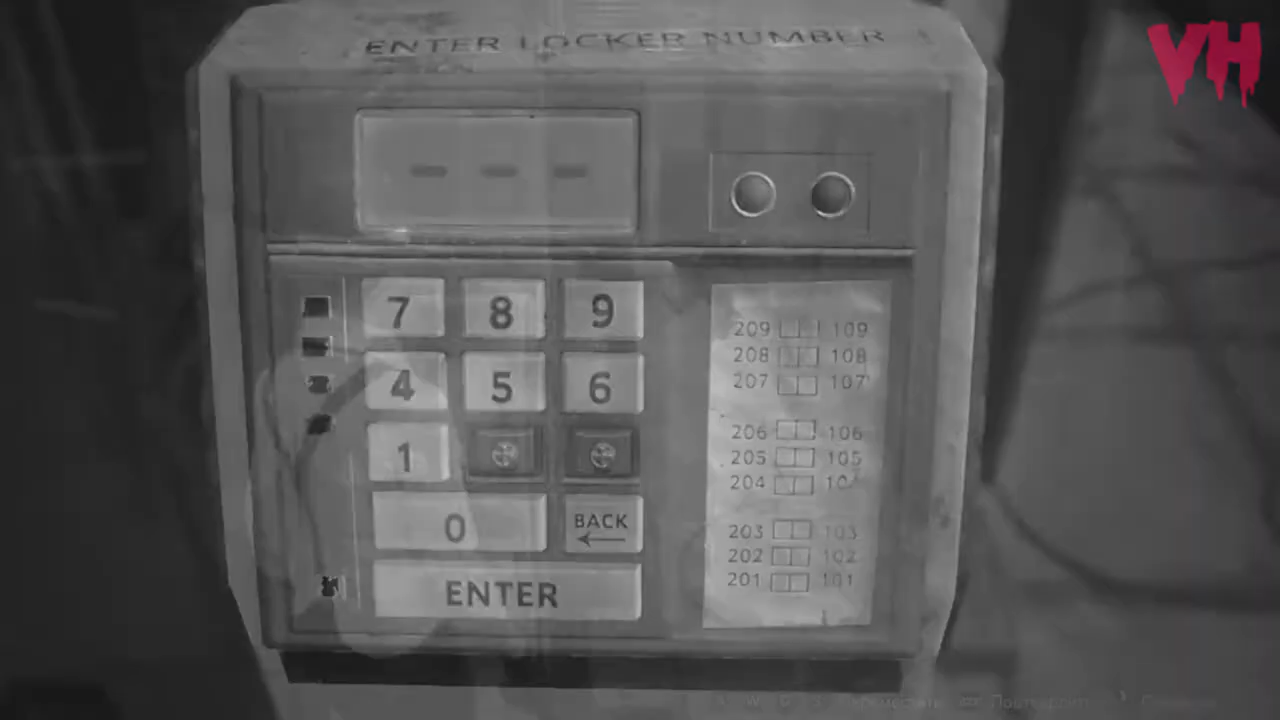 ENTER LOCKER NUMBER
VH
- - -
7 8 9
4 5 6
1
0 BACK
ENTER
209 109
208 108
207 107
206 106
205 105
204
203 103
202 102
201 101